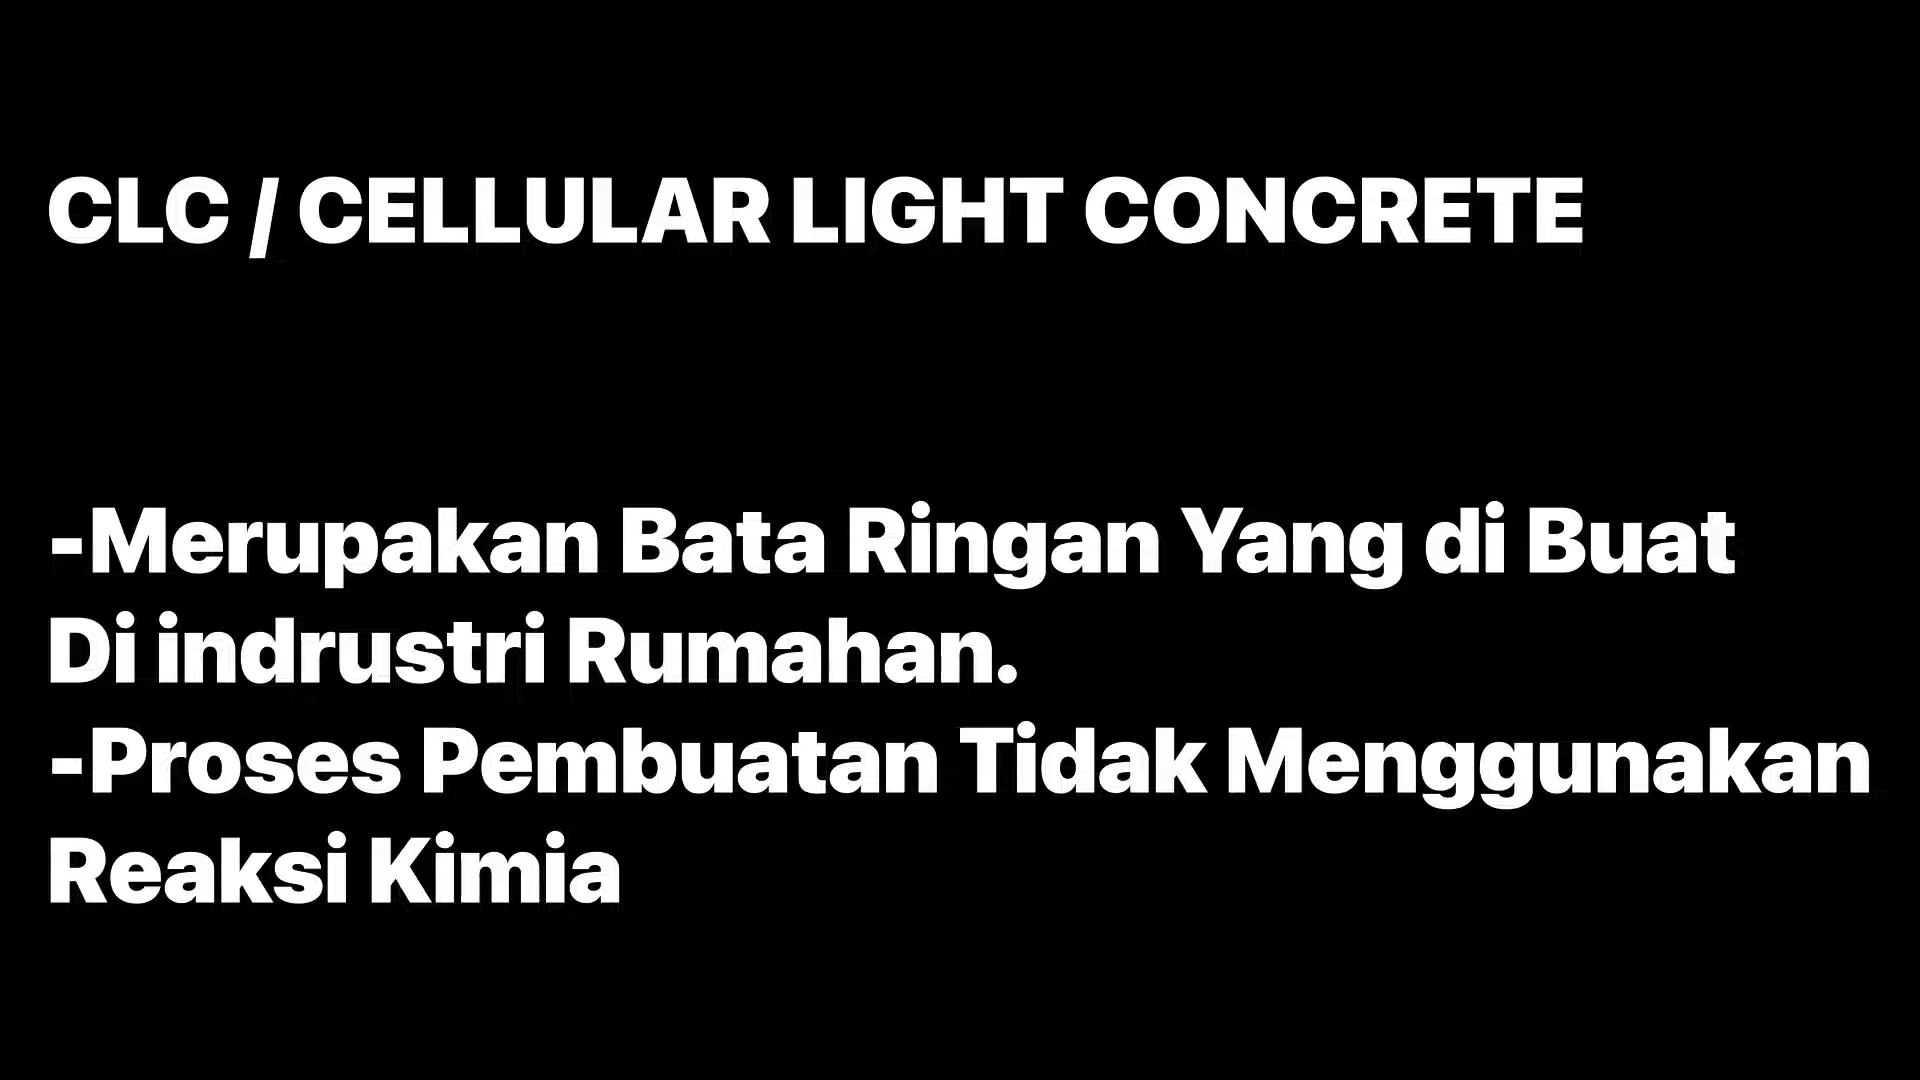 CLC / CELLULAR LIGHT CONCRETE
-Merupakan Bata Ringan Yang di Buat
Di indrustri Rumahan.
-Proses Pembuatan Tidak Menggunakan
Reaksi Kimia